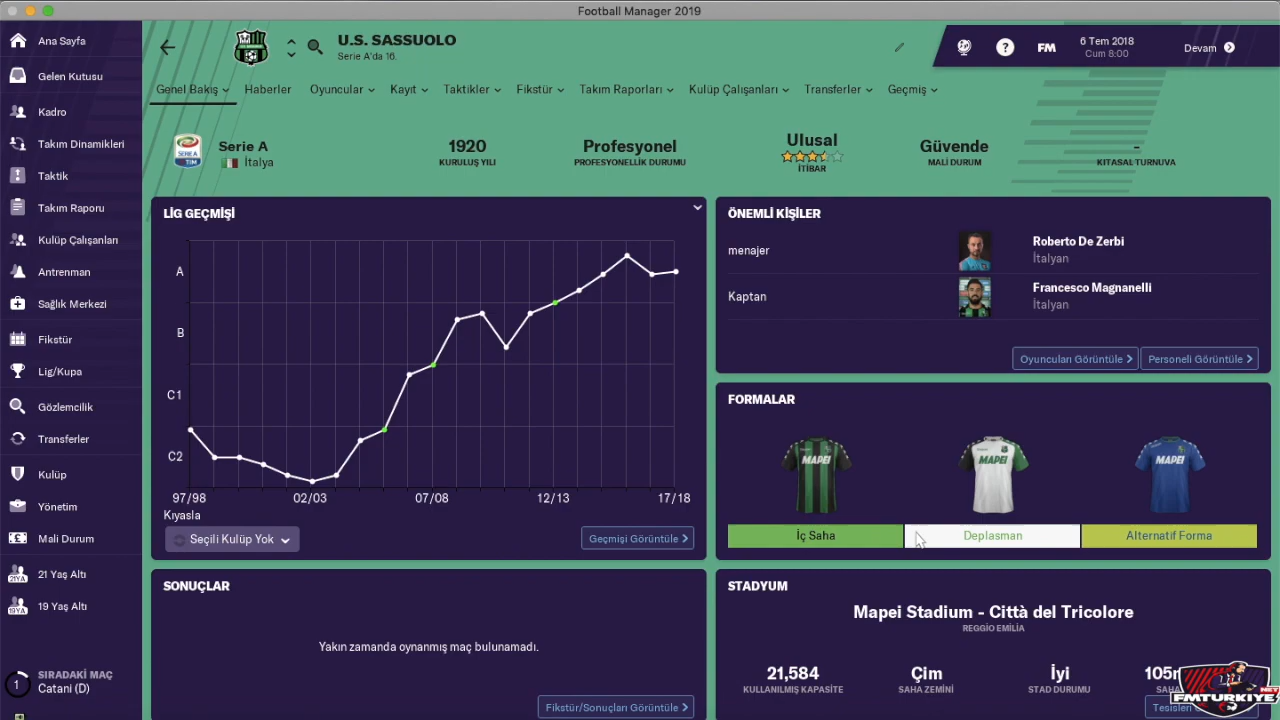 Football Manager 2019
Ana Sayfa
Gelen Kutusu
Kadro
Takım Dinamikleri
Taktik
Takım Raporu
Kulüp Çalışanları
Antrenman
Sağlık Merkezi
Fikstür
Lig/Kupa
Gözlemcilik
Transferler
Kulüp
Yönetim
Mali Durum
21 Yaş Altı
19 Yaş Altı
1
SIRADAKİ MAÇ
Catani (D)
U.S. SASSUOLO
Serie A'da 16.
FM
6 Tem 2018
Cum 8:00
Devam
Genel Bakış
Haberler
Oyuncular
Kayıt
Taktikler
Fikstür
Takım Raporları
Kulüp Çalışanları
Transferler
Geçmiş
SERIE A
TIM
Serie A
İtalya
1920
KURULUŞ YILI
Profesyonel
PROFESYONELLİK DURUMU
Ulusal
İTİBAR
Güvende
MALİ DURUM
-
KITASAL TURNUVA
LİG GEÇMİŞİ
A
B
C1
C2
97/98 02/03 07/08 12/13 17/18
Kıyasla
Seçili Kulüp Yok
Geçmişi Görüntüle
SONUÇLAR
Yakın zamanda oynanmış maç bulunamadı.
Fikstür/Sonuçları Görüntüle
ÖNEMLİ KİŞİLER
menajer
Roberto De Zerbi
İtalyan
Kaptan
Francesco Magnanelli
İtalyan
Oyuncuları Görüntüle
Personeli Görüntüle
FORMALAR
MAPEI
MAPEI
MAPEI
İç Saha
Deplasman
Alternatif Forma
STADYUM
Mapei Stadium - Città del Tricolore
REGGIO EMILIA
21,584
KULLANILMIŞ KAPASİTE
Çim
SAHA ZEMİNİ
İyi
STAD DURUMU
FMTURKIYE
.NET